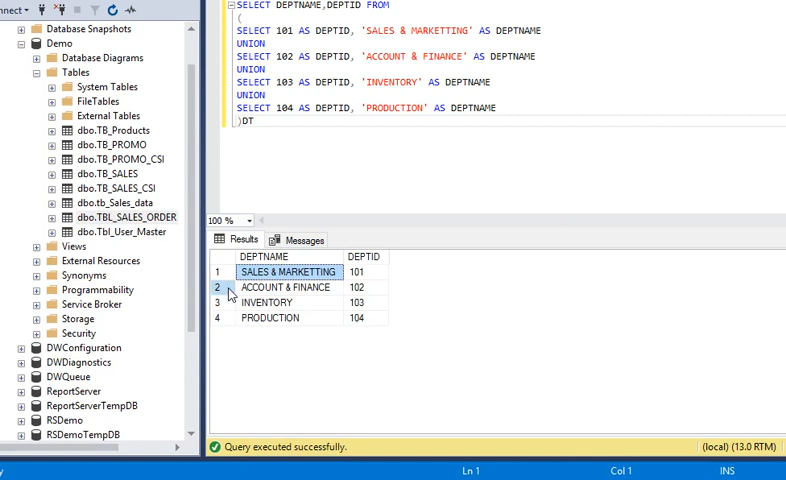 onnect
Database Snapshots
Demo
Database Diagrams
Tables
System Tables
FileTables
External Tables
dbo.TB_Products
dbo.TB_PROMO
dbo.TB_PROMO_CSI
dbo.TB_SALES
dbo.TB_SALES_CSI
dbo.tb_Sales_data
dbo.TBL_SALES_ORDER
dbo.Tbl_User_Master
Views
External Resources
Synonyms
Programmability
Service Broker
Storage
Security
DWConfiguration
DWDiagnostics
DWQueue
ReportServer
ReportServerTempDB
RSDemo
RSDemoTempDB
SELECT DEPTNAME,DEPTID FROM
(
SELECT 101 AS DEPTID, 'SALES & MARKETTING' AS DEPTNAME
UNION
SELECT 102 AS DEPTID, 'ACCOUNT & FINANCE' AS DEPTNAME
UNION
SELECT 103 AS DEPTID, 'INVENTORY' AS DEPTNAME
UNION
SELECT 104 AS DEPTID, 'PRODUCTION' AS DEPTNAME
)DT
100 %
Results Messages
DEPTNAME DEPTID
1 SALES & MARKETTING 101
2 ACCOUNT & FINANCE 102
3 INVENTORY 103
4 PRODUCTION 104
Query executed successfully. (local) (13.0 RTM)
Ln 1 Col 1 INS